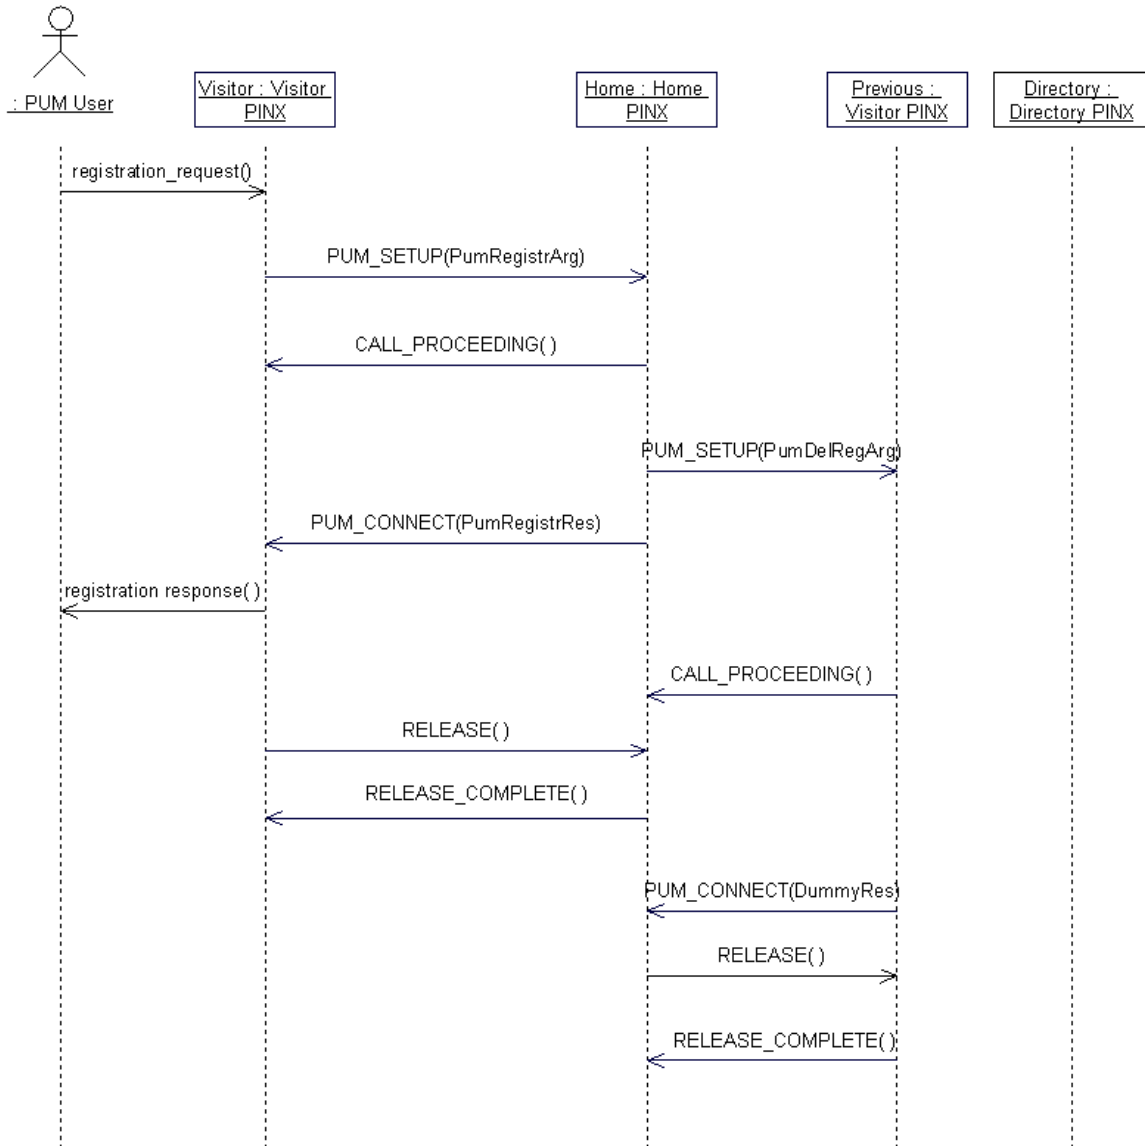 : PUM User
Visitor : Visitor
PINX
Home : Home
PINX
Previous :
Visitor PINX
Directory :
Directory PINX
registration_request()
PUM_SETUP(PumRegistrArg)
CALL_PROCEEDING( )
PUM_SETUP(PumDelRegArg)
PUM_CONNECT(PumRegistrRes)
registration response( )
CALL_PROCEEDING( )
RELEASE( )
RELEASE_COMPLETE( )
PUM_CONNECT(DummyRes)
RELEASE( )
RELEASE_COMPLETE( )